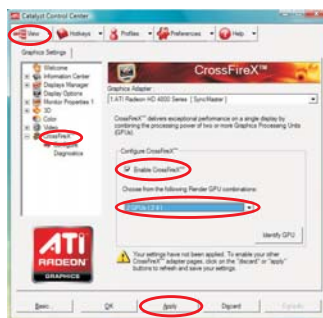 Catalyst Control Center
View
Hotkeys
Profiles
Preferences
Help
Graphics Settings
Welcome
Information Center
Displays Manager
Display Options
Monitor Properties 1
3D
Color
Video
CrossFireX
Configure
Diagnostics
ATI
RADEON
GRAPHICS
CrossFireX™
Graphics Adapter
1.ATI Radeon HD 4800 Series [ SyncMaster ]
CrossFireX™ delivers exceptional performance on a single display by
combining the processing power of two or more Graphics Processing Units
(GPUs).
Configure CrossFireX™
Enable CrossFireX™
Choose from the following Render GPU combinations:
Identify GPU
Your settings have not been applied. To enable your other
CrossFireX™ adapter pages, click on the "discard" or "apply"
buttons to refresh and save your settings.
Basic...
OK
Apply
Discard